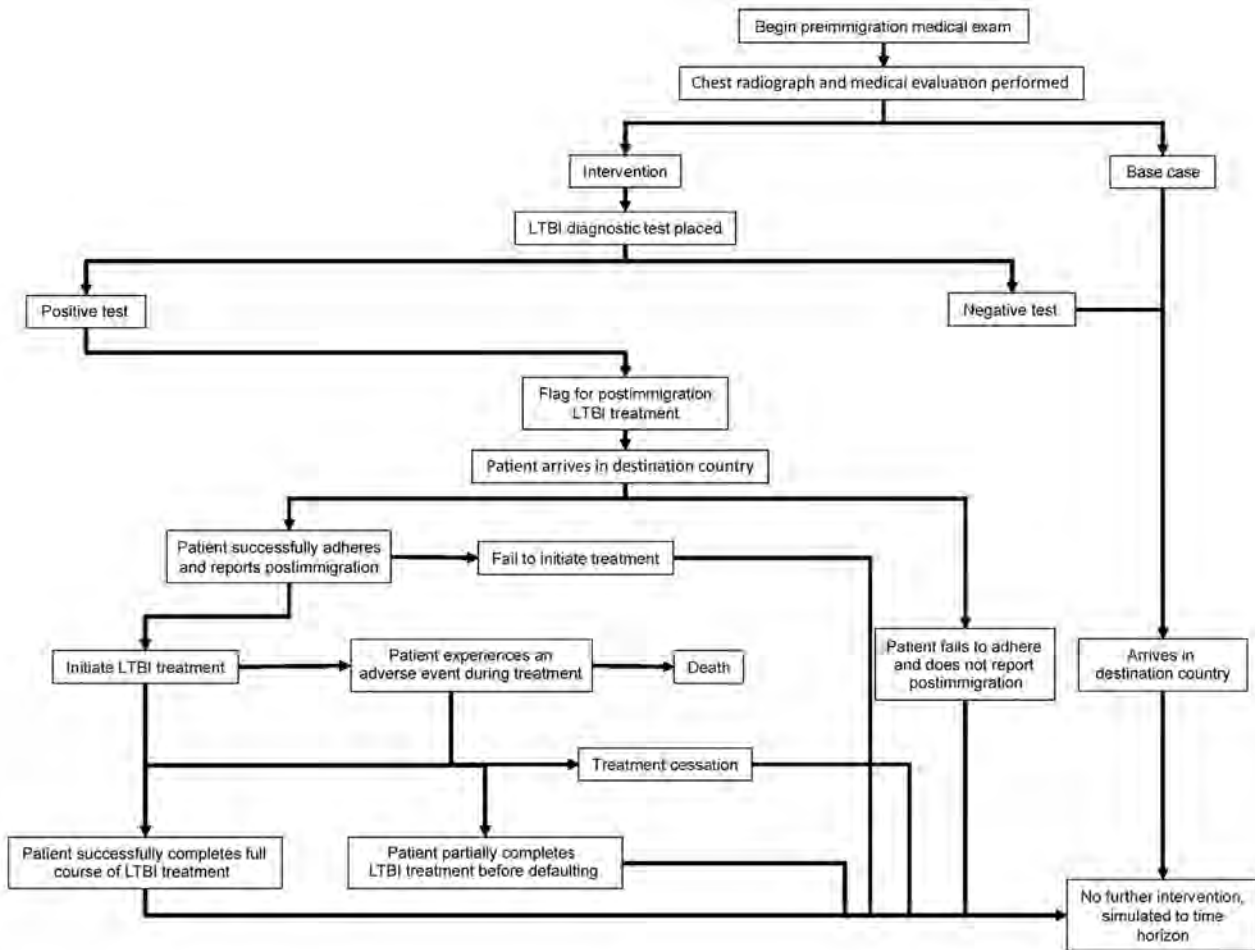 Begin preimmigration medical exam
Chest radiograph and medical evaluation performed
Intervention
Base case
LTBI diagnostic test placed
Positive test
Negative test
Flag for postimmigration
LTBI treatment
Patient arrives in destination country
Patient successfully adheres
and reports postimmigration
Fail to initiate treatment
Initiate LTBI treatment
Patient experiences an
adverse event during treatment
Death
Patient fails to adhere
and does not report
postimmigration
Arrives in
destination country
Treatment cessation
Patient successfully completes full
course of LTBI treatment
Patient partially completes
LTBI treatment before defaulting
No further intervention,
simulated to time
horizon